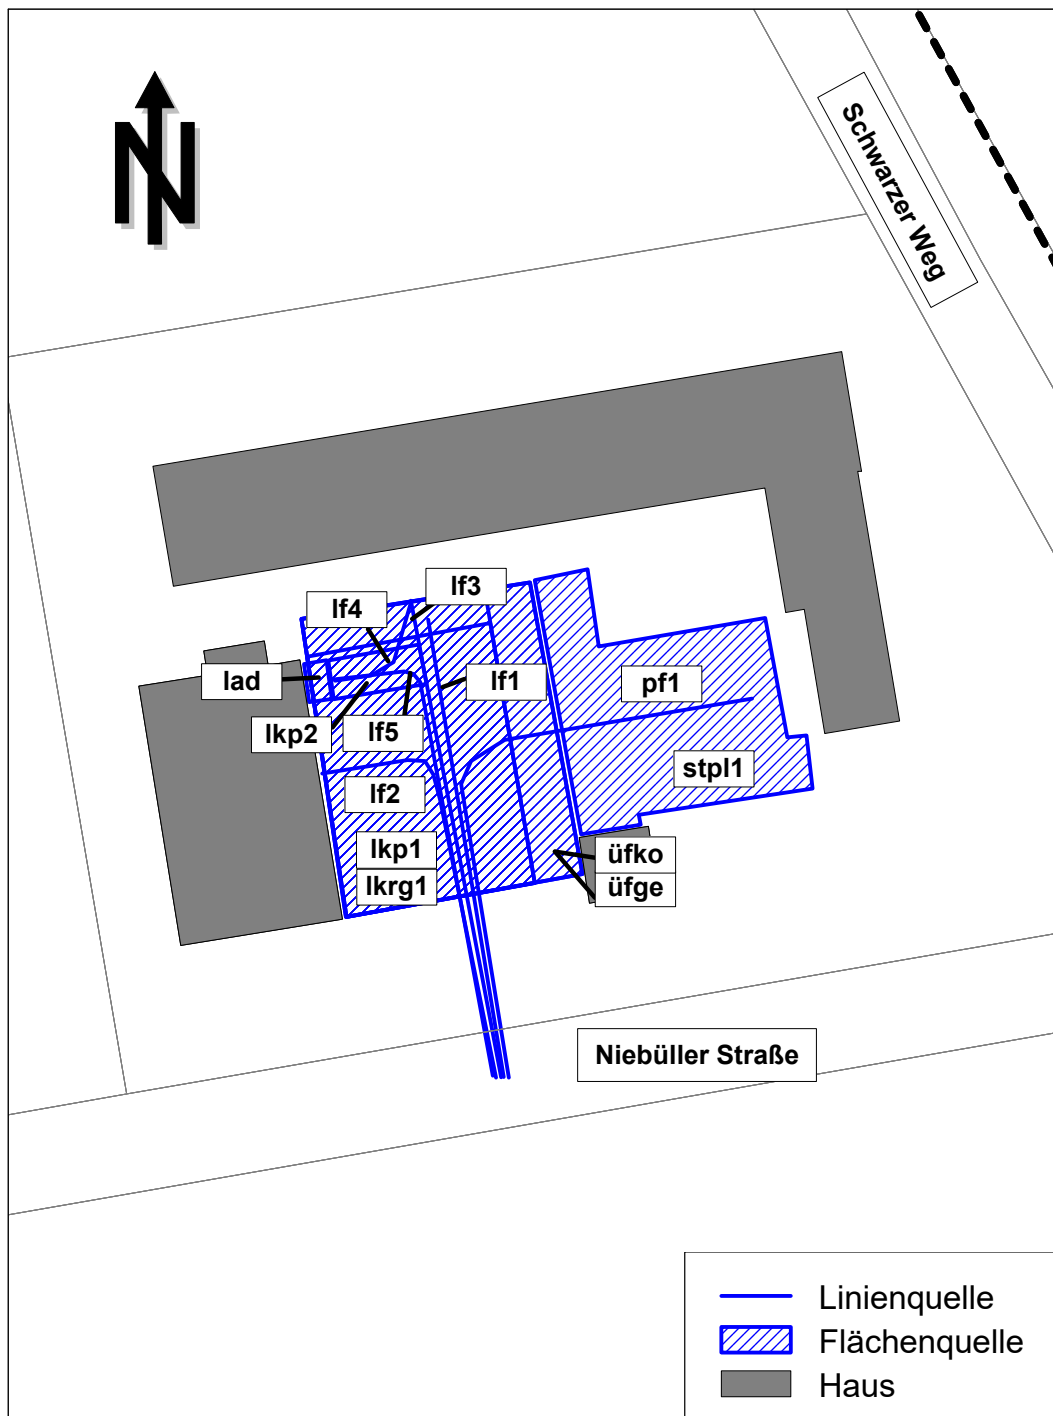 N
Schwarzer Weg
lf3
lf4
lad
lf1
pf1
lkp2
lf5
stpl1
lf2
lkp1
üfko
lkrg1
üfge
Niebüller Straße
Linienquelle
Flächenquelle
Haus